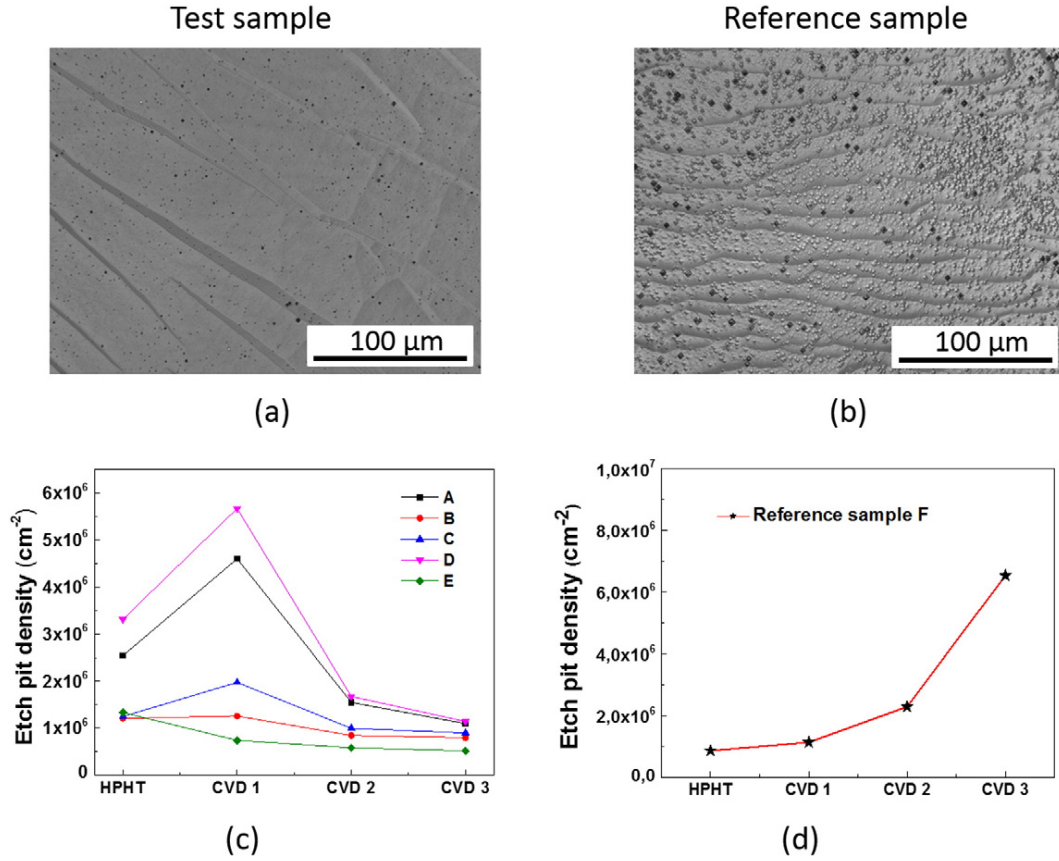 Test sample
Reference sample
100 µm
100 µm
(a)
(b)
Etch pit density (cm⁻²)
6x10⁶
5x10⁶
4x10⁶
3x10⁶
2x10⁶
1x10⁶
0
HPHT CVD 1 CVD 2 CVD 3
A
B
C
D
E
(c)
Etch pit density (cm⁻²)
1,0x10⁷
8,0x10⁶
6,0x10⁶
4,0x10⁶
2,0x10⁶
0,0
HPHT CVD 1 CVD 2 CVD 3
Reference sample F
(d)